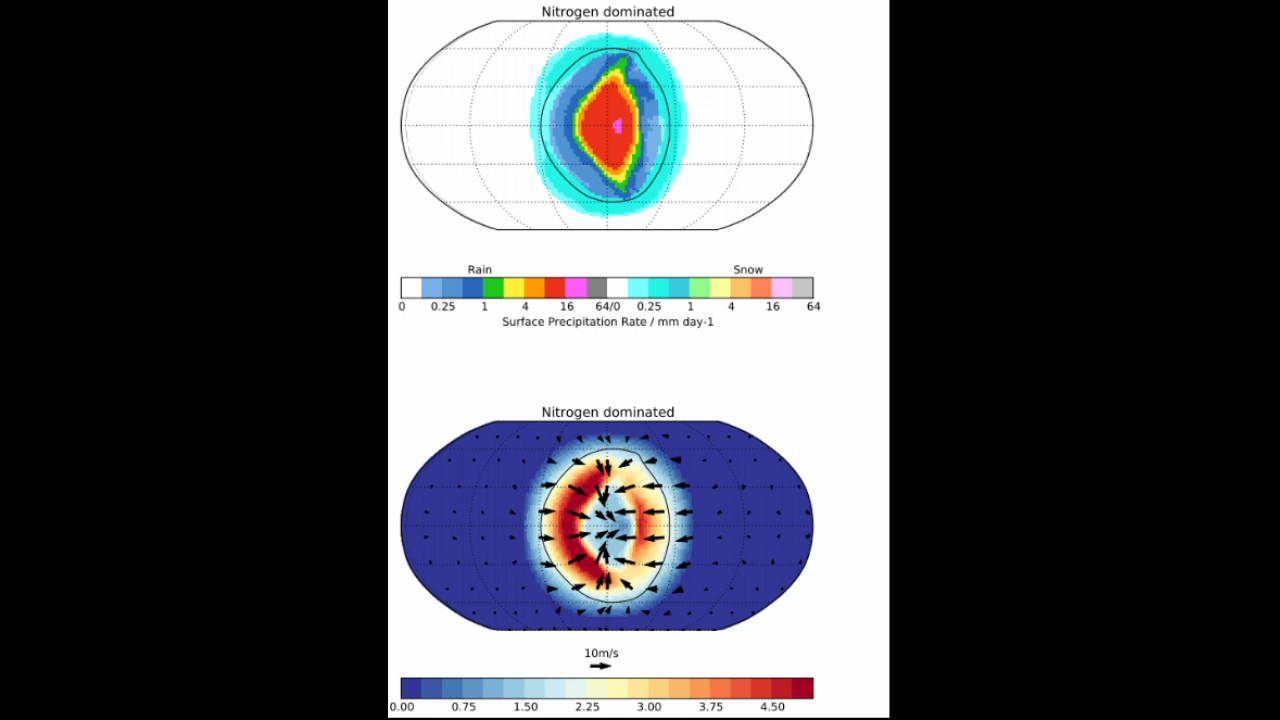 Nitrogen dominated
Rain Snow
0 0.25 1 4 16 64/0 0.25 1 4 16 64
Surface Precipitation Rate / mm day-1
Nitrogen dominated
10m/s
0.00 0.75 1.50 2.25 3.00 3.75 4.50